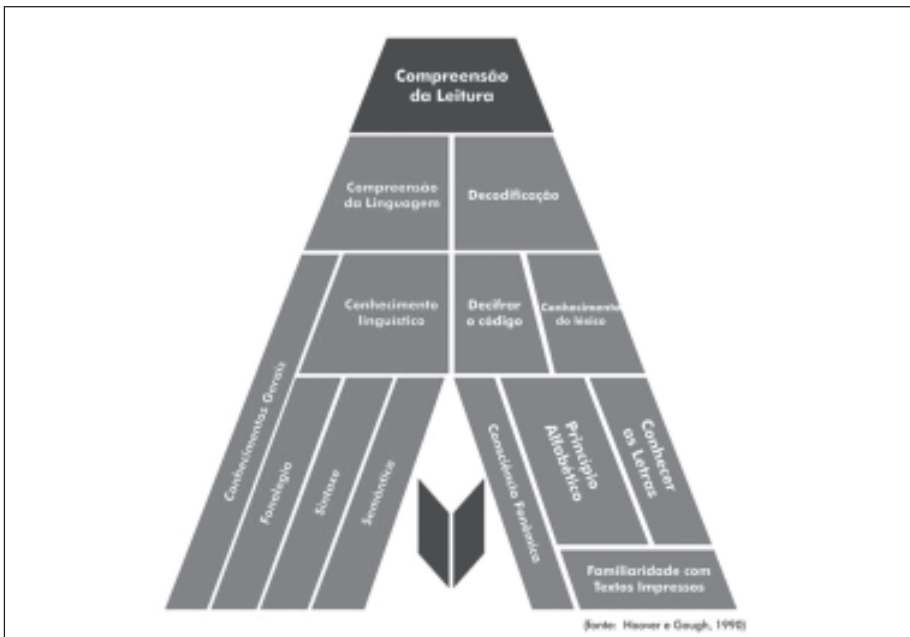 Compreensão
da Leitura
Compreensão
da Linguagem
Decodificação
Conhecimento
linguístico
Decifrar
o código
Conhecimento
do léxico
Conhecimentos Gerais
Fonologia
Sintaxe
Semântica
Consciência Fonêmica
Princípio
Alfabético
Conhecer
as Letras
Familiaridade com
Textos Impressos
(fonte: Hoover e Gough, 1990)